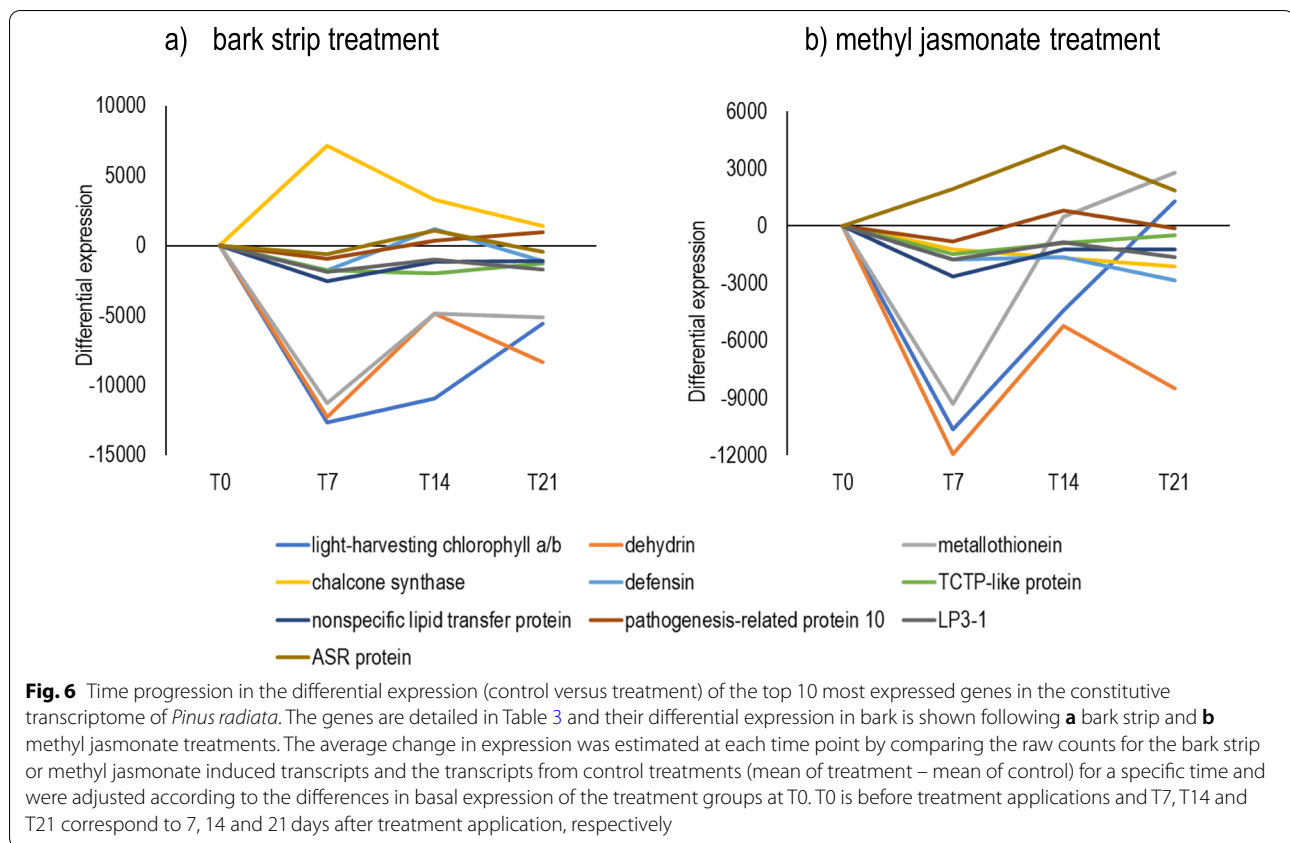 a) bark strip treatment
b) methyl jasmonate treatment
10000
5000
0
-5000
-10000
-15000
Differential expression
T0 T7 T14 T21
6000
3000
0
-3000
-6000
-9000
-12000
Differential expression
T0 T7 T14 T21
light-harvesting chlorophyll a/b
dehydrin
metallothionein
chalcone synthase
defensin
TCTP-like protein
nonspecific lipid transfer protein
pathogenesis-related protein 10
LP3-1
ASR protein
Fig. 6 Time progression in the differential expression (control versus treatment) of the top 10 most expressed genes in the constitutive
transcriptome of Pinus radiata. The genes are detailed in Table 3 and their differential expression in bark is shown following a bark strip and b
methyl jasmonate treatments. The average change in expression was estimated at each time point by comparing the raw counts for the bark strip
or methyl jasmonate induced transcripts and the transcripts from control treatments (mean of treatment – mean of control) for a specific time and
were adjusted according to the differences in basal expression of the treatment groups at T0. T0 is before treatment applications and T7, T14 and
T21 correspond to 7, 14 and 21 days after treatment application, respectively